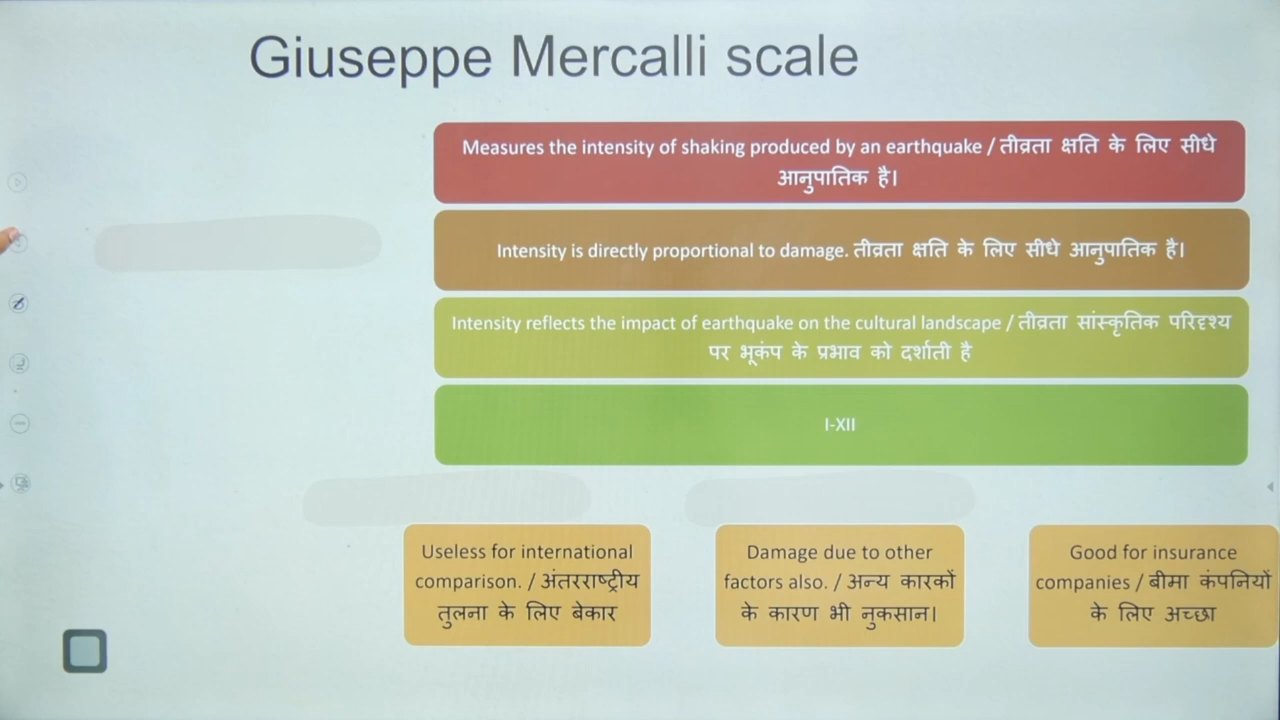 Giuseppe Mercalli scale
Measures the intensity of shaking produced by an earthquake / तीव्रता क्षति के लिए सीधे
आनुपातिक है।
Intensity is directly proportional to damage. तीव्रता क्षति के लिए सीधे आनुपातिक है।
Intensity reflects the impact of earthquake on the cultural landscape / तीव्रता सांस्कृतिक परिदृश्य
पर भूकंप के प्रभाव को दर्शाती है
I-XII
Useless for international
comparison. / अंतरराष्ट्रीय
तुलना के लिए बेकार
Damage due to other
factors also. / अन्य कारकों
के कारण भी नुकसान।
Good for insurance
companies / बीमा कंपनियों
के लिए अच्छा